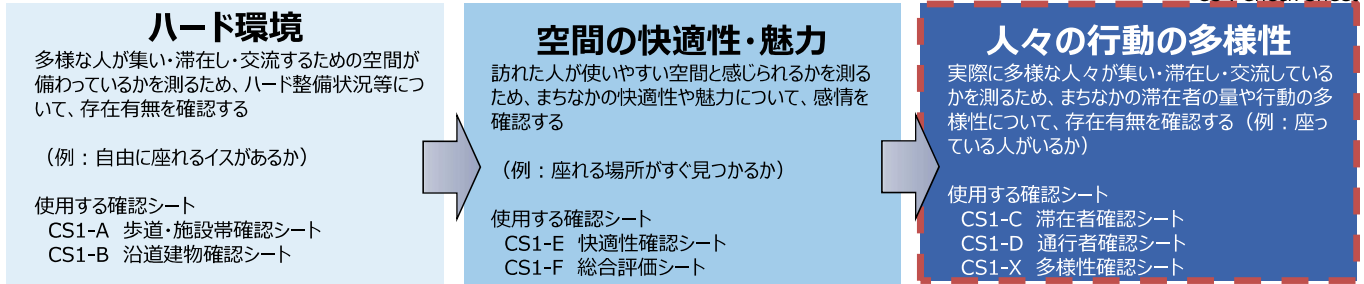 ハード環境
多様な人が集い・滞在し・交流するための空間が
備わっているかを測るため、ハード整備状況等につ
いて、存在有無を確認する
（例：自由に座れるイスがあるか）
使用する確認シート
CS1-A 歩道・施設帯確認シート
CS1-B 沿道建物確認シート
空間の快適性・魅力
訪れた人が使いやすい空間と感じられるかを測る
ため、まちなかの快適性や魅力について、感情を
確認する
（例：座れる場所がすぐ見つかるか）
使用する確認シート
CS1-E 快適性確認シート
CS1-F 総合評価シート
人々の行動の多様性
実際に多様な人々が集い・滞在し・交流している
かを測るため、まちなかの滞在者の量や行動の多
様性について、存在有無を確認する（例：座っ
ている人がいるか）
使用する確認シート
CS1-C 滞在者確認シート
CS1-D 通行者確認シート
CS1-X 多様性確認シート